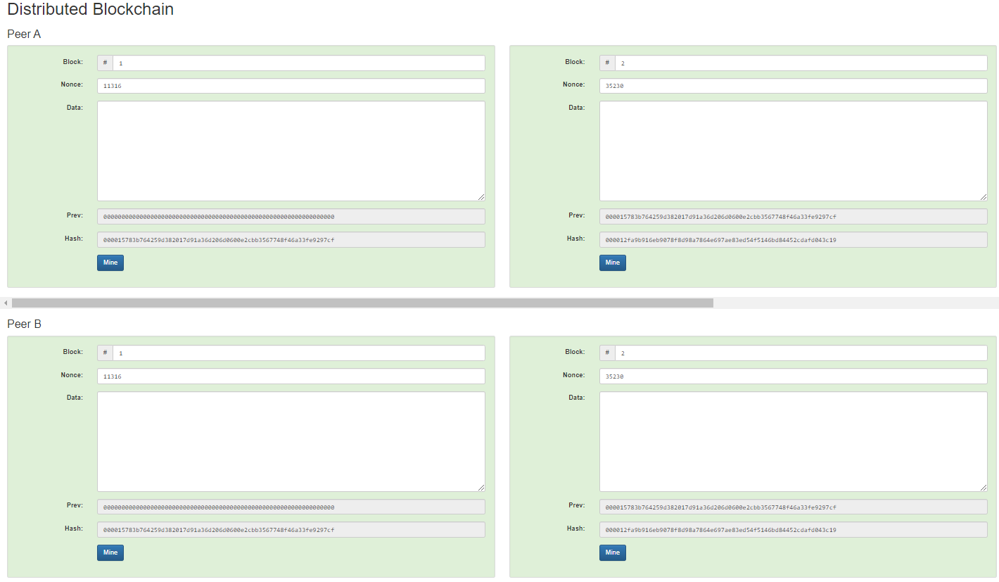 Distributed Blockchain
Peer A
Block: # 1
Nonce: 11316
Data:
Prev: 0000000000000000000000000000000000000000000000000000000000000000
Hash: 000015783b764259d382017d91a36d206d0600e2cbb3567748f46a33fe9297cf
Mine
Block: # 2
Nonce: 35230
Data:
Prev: 000015783b764259d382017d91a36d206d0600e2cbb3567748f46a33fe9297cf
Hash: 000012fa9b916eb9078f8d98a7864e697ae83ed54f5146bd84452cdafd043c19
Mine
Peer B
Block: # 1
Nonce: 11316
Data:
Prev: 0000000000000000000000000000000000000000000000000000000000000000
Hash: 000015783b764259d382017d91a36d206d0600e2cbb3567748f46a33fe9297cf
Mine
Block: # 2
Nonce: 35230
Data:
Prev: 000015783b764259d382017d91a36d206d0600e2cbb3567748f46a33fe9297cf
Hash: 000012fa9b916eb9078f8d98a7864e697ae83ed54f5146bd84452cdafd043c19
Mine